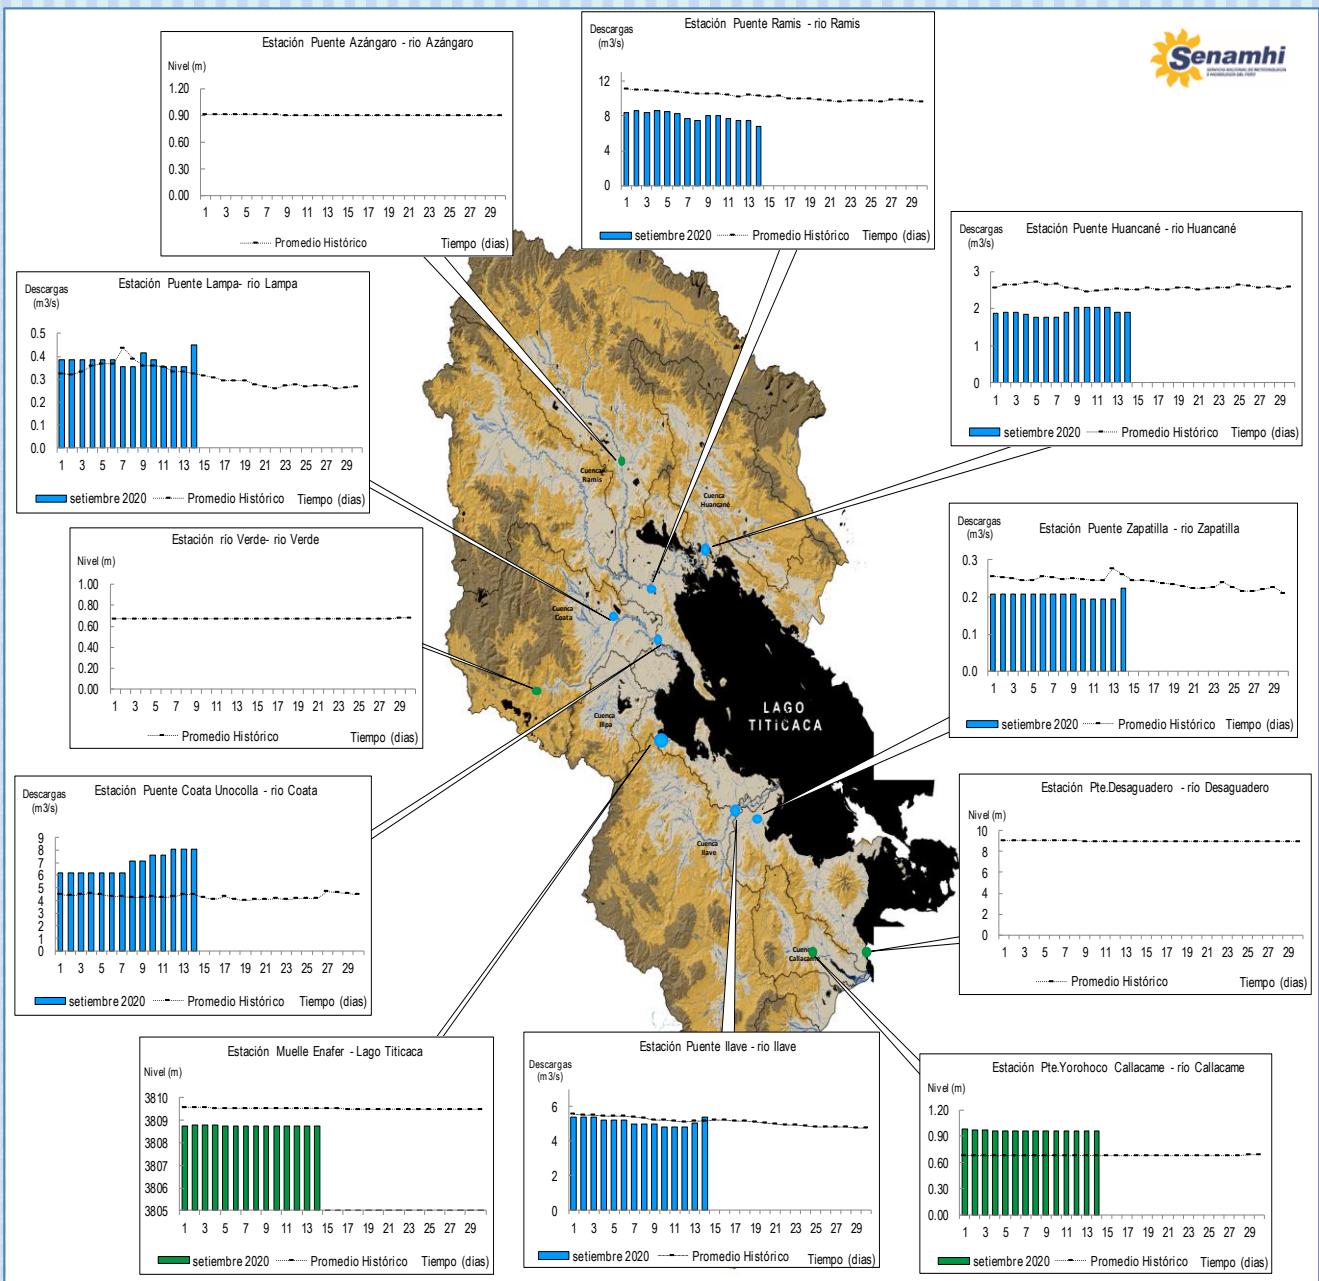 Senamhi
SERVICIO NACIONAL DE METEOROLOGÍA
E HIDROLOGÍA DEL PERÚ
Estación Puente Azángaro - rio Azángaro
Nivel (m)
1.20
0.90
0.60
0.30
0.00
1 3 5 7 9 11 13 15 17 19 21 23 25 27 29
Promedio Histórico Tiempo (dias)
Estación Puente Ramis - rio Ramis
Descargas
(m3/s)
12
8
4
0
1 3 5 7 9 11 13 15 17 19 21 23 25 27 29
setiembre 2020 Promedio Histórico Tiempo (dias)
Estación Puente Huancané - rio Huancané
Descargas
(m3/s)
3
2
1
0
1 3 5 7 9 11 13 15 17 19 21 23 25 27 29
setiembre 2020 Promedio Histórico Tiempo (dias)
Estación Puente Lampa- rio Lampa
Descargas
(m3/s)
0.5
0.4
0.3
0.2
0.1
0.0
1 3 5 7 9 11 13 15 17 19 21 23 25 27 29
setiembre 2020 Promedio Histórico Tiempo (dias)
Estación río Verde- rio Verde
Nivel (m)
1.00
0.80
0.60
0.40
0.20
0.00
1 3 5 7 9 11 13 15 17 19 21 23 25 27 29
Promedio Histórico Tiempo (dias)
Estación Puente Zapatilla - rio Zapatilla
Descargas
(m3/s)
0.3
0.2
0.1
0.0
1 3 5 7 9 11 13 15 17 19 21 23 25 27 29
setiembre 2020 Promedio Histórico Tiempo (dias)
Cuenca
Ramis
Cuenca
Huancané
Cuenca
Coata
Cuenca
Illpa
LAGO
TITICACA
Cuenca
Ilave
Cuenca
Callacame
Estación Puente Coata Unocolla - rio Coata
Descargas
(m3/s)
9
8
7
6
5
4
3
2
1
0
1 3 5 7 9 11 13 15 17 19 21 23 25 27 29
setiembre 2020 Promedio Histórico Tiempo (dias)
Estación Pte.Desaguadero - río Desaguadero
Nivel (m)
10
8
6
4
2
0
1 3 5 7 9 11 13 15 17 19 21 23 25 27 29
Promedio Histórico Tiempo (dias)
Estación Muelle Enafer - Lago Titicaca
Nivel (m)
3810
3809
3808
3807
3806
3805
1 3 5 7 9 11 13 15 17 19 21 23 25 27 29
setiembre 2020 Promedio Histórico Tiempo (dias)
Estación Puente Ilave - rio Ilave
Descargas
(m3/s)
6
4
2
0
1 3 5 7 9 11 13 15 17 19 21 23 25 27 29
setiembre 2020 Promedio Histórico Tiempo (dias)
Estación Pte.Yorohoco Callacame - río Callacame
Nivel (m)
1.20
0.90
0.60
0.30
0.00
1 3 5 7 9 11 13 15 17 19 21 23 25 27 29
setiembre 2020 Promedio Histórico Tiempo (dias)